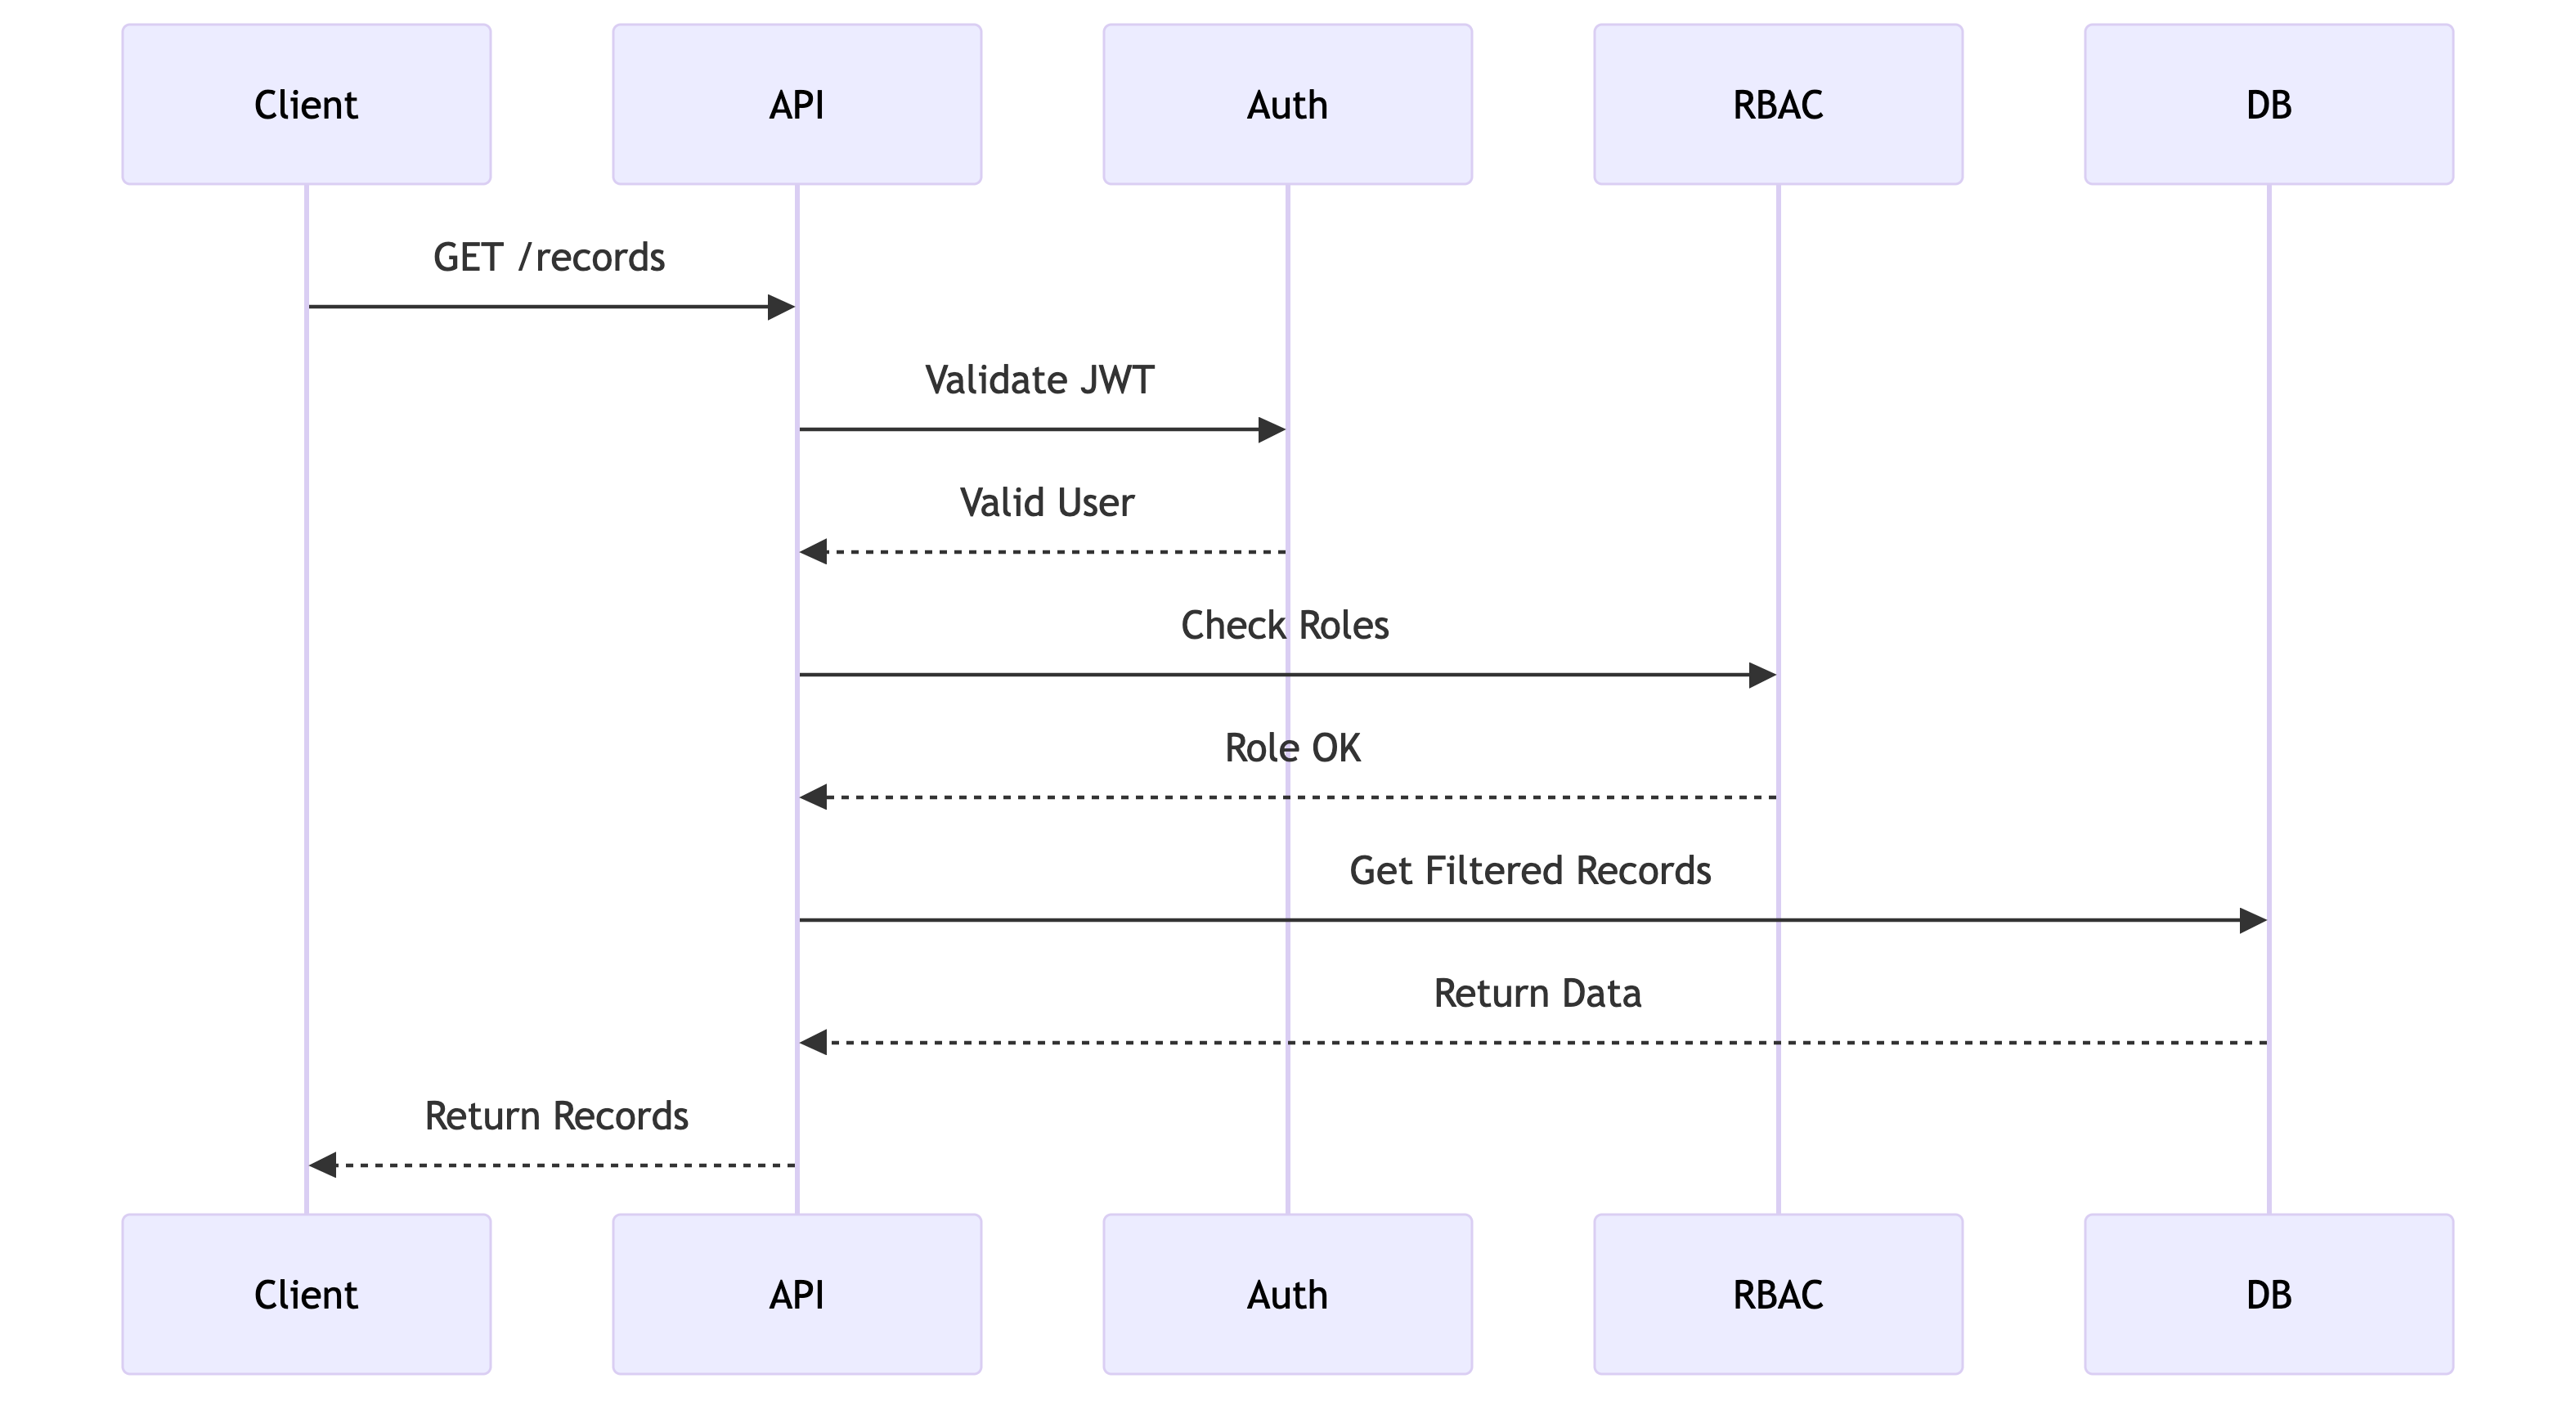 Client
API
Auth
RBAC
DB
GET /records
Validate JWT
Valid User
Check Roles
Role OK
Get Filtered Records
Return Data
Return Records
Client
API
Auth
RBAC
DB